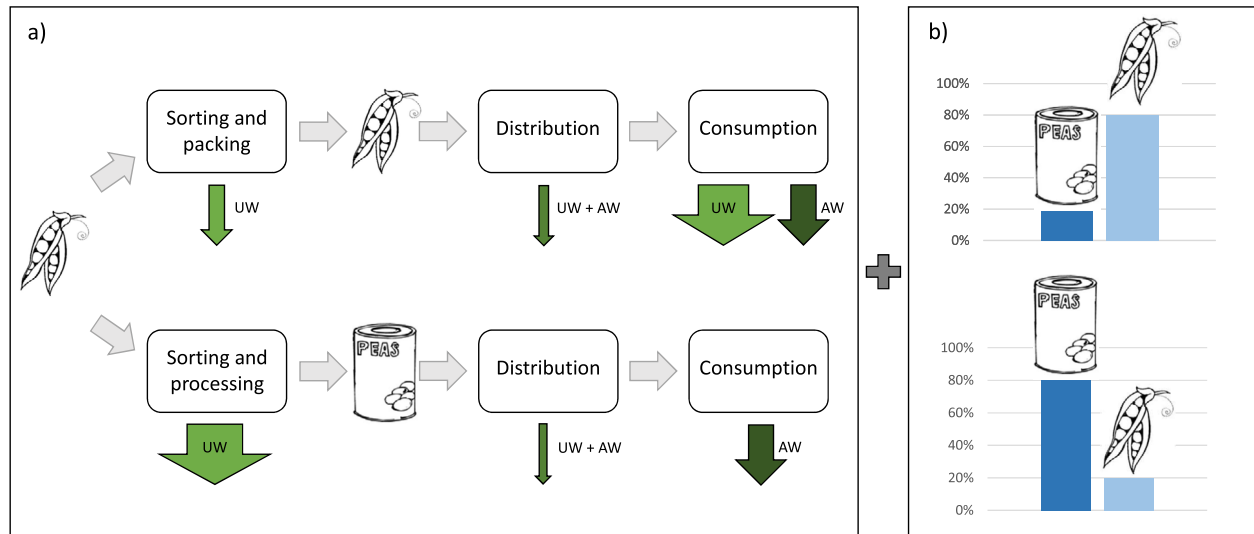 a)
Sorting and
packing
Distribution
Consumption
UW
UW + AW
UW
AW
Sorting and
processing
PEAS
Distribution
Consumption
UW
UW + AW
AW
b)
100%
80%
60%
40%
20%
0%
PEAS
PEAS
100%
80%
60%
40%
20%
0%